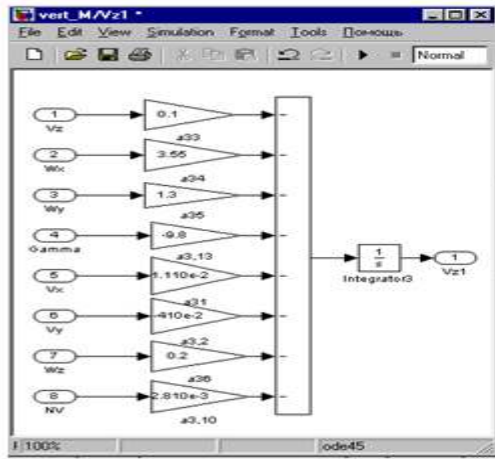 vert_M/Vz1 *
File Edit View Simulation Format Tools Помощь
Normal
1 0.1
Vz a33
2 3.55
Wx a34
3 1.3
Wy a35
4 -9.8
Gamma a3,13
5 1.110e-2
Vx a31
6 -410e-2
Vy a3,2
7 0.2
Wz a36
8 2.810e-3
NV a3,10
1/s 1
Integrator3 Vz1
100% ode45